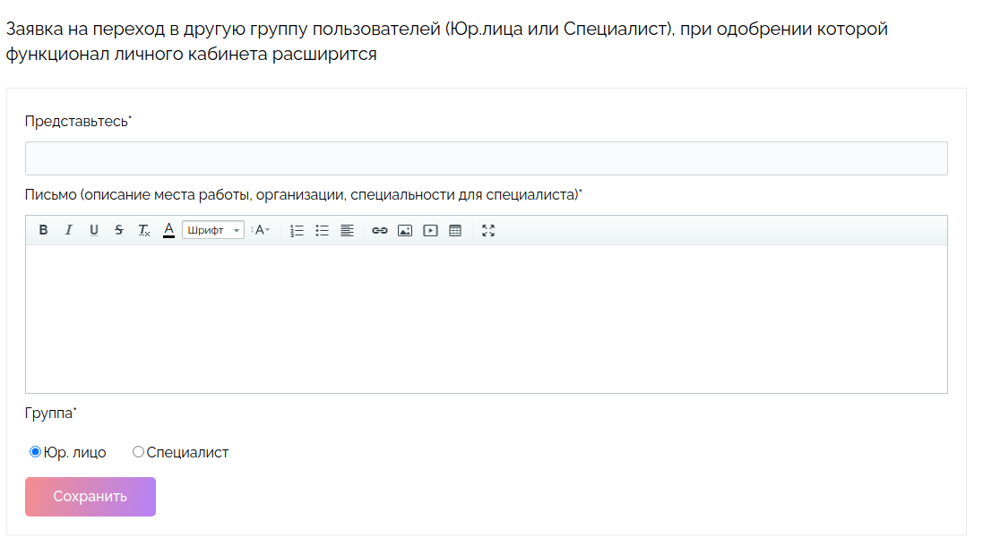 Заявка на переход в другую группу пользователей (Юр.лица или Специалист), при одобрении которой
функционал личного кабинета расширится
Представьтесь*
Письмо (описание места работы, организации, специальности для специалиста)*
B I U S Tx A Шрифт A
Группа*
Юр. лицо Специалист
Сохранить